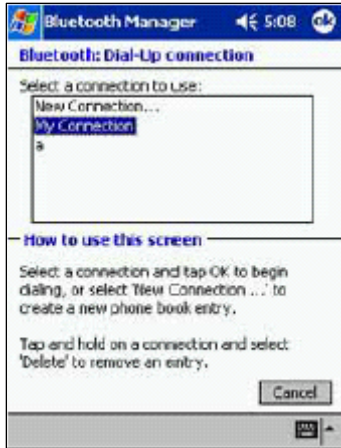 Bluetooth Manager 5:08 ok
Bluetooth: Dial-Up connection
Select a connection to use:
New Connection...
My Connection
a
How to use this screen
Select a connection and tap OK to begin
dialing, or select 'New Connection ...' to
create a new phone book entry.
Tap and hold on a connection and select
'Delete' to remove an entry.
Cancel